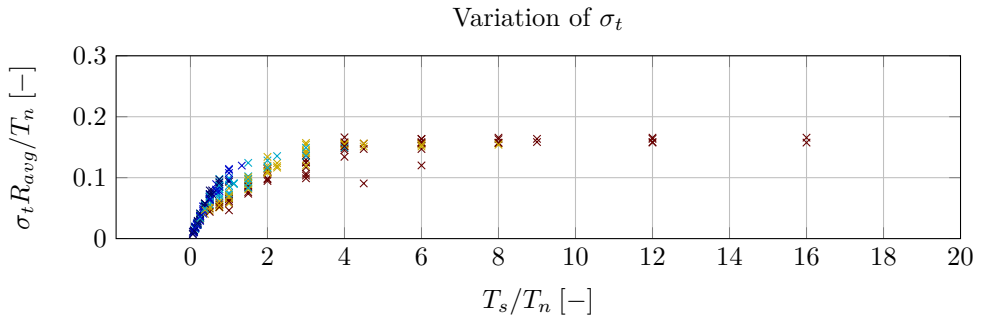 Variation of σ_t
0.3
0.2
0.1
0
σ_t R_avg/T_n [−]
0 2 4 6 8 10 12 14 16 18 20
T_s/T_n [−]